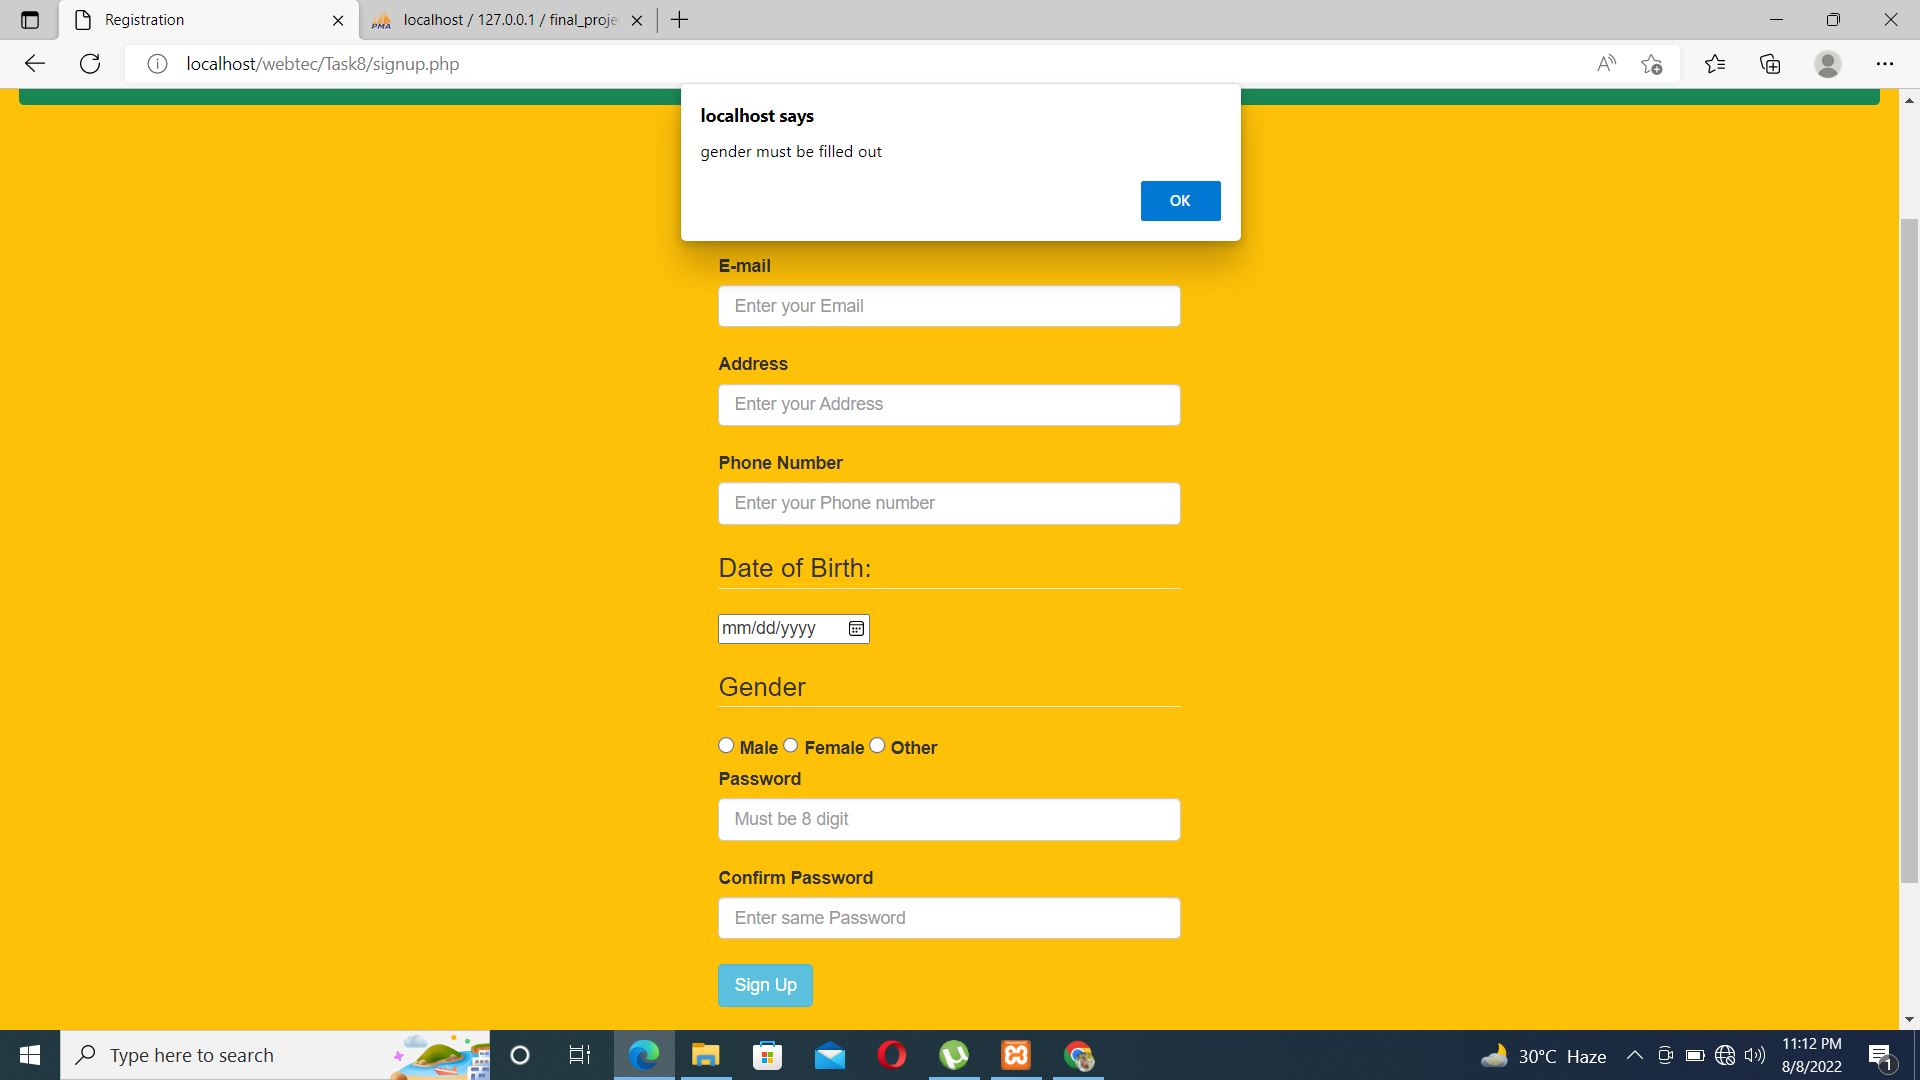 Registration
localhost / 127.0.0.1 / final_proje
localhost/webtec/Task8/signup.php
localhost says
gender must be filled out
OK
E-mail
Enter your Email
Address
Enter your Address
Phone Number
Enter your Phone number
Date of Birth:
mm/dd/yyyy
Gender
Male Female Other
Password
Must be 8 digit
Confirm Password
Enter same Password
Sign Up
Type here to search
30°C Haze
11:12 PM
8/8/2022
1